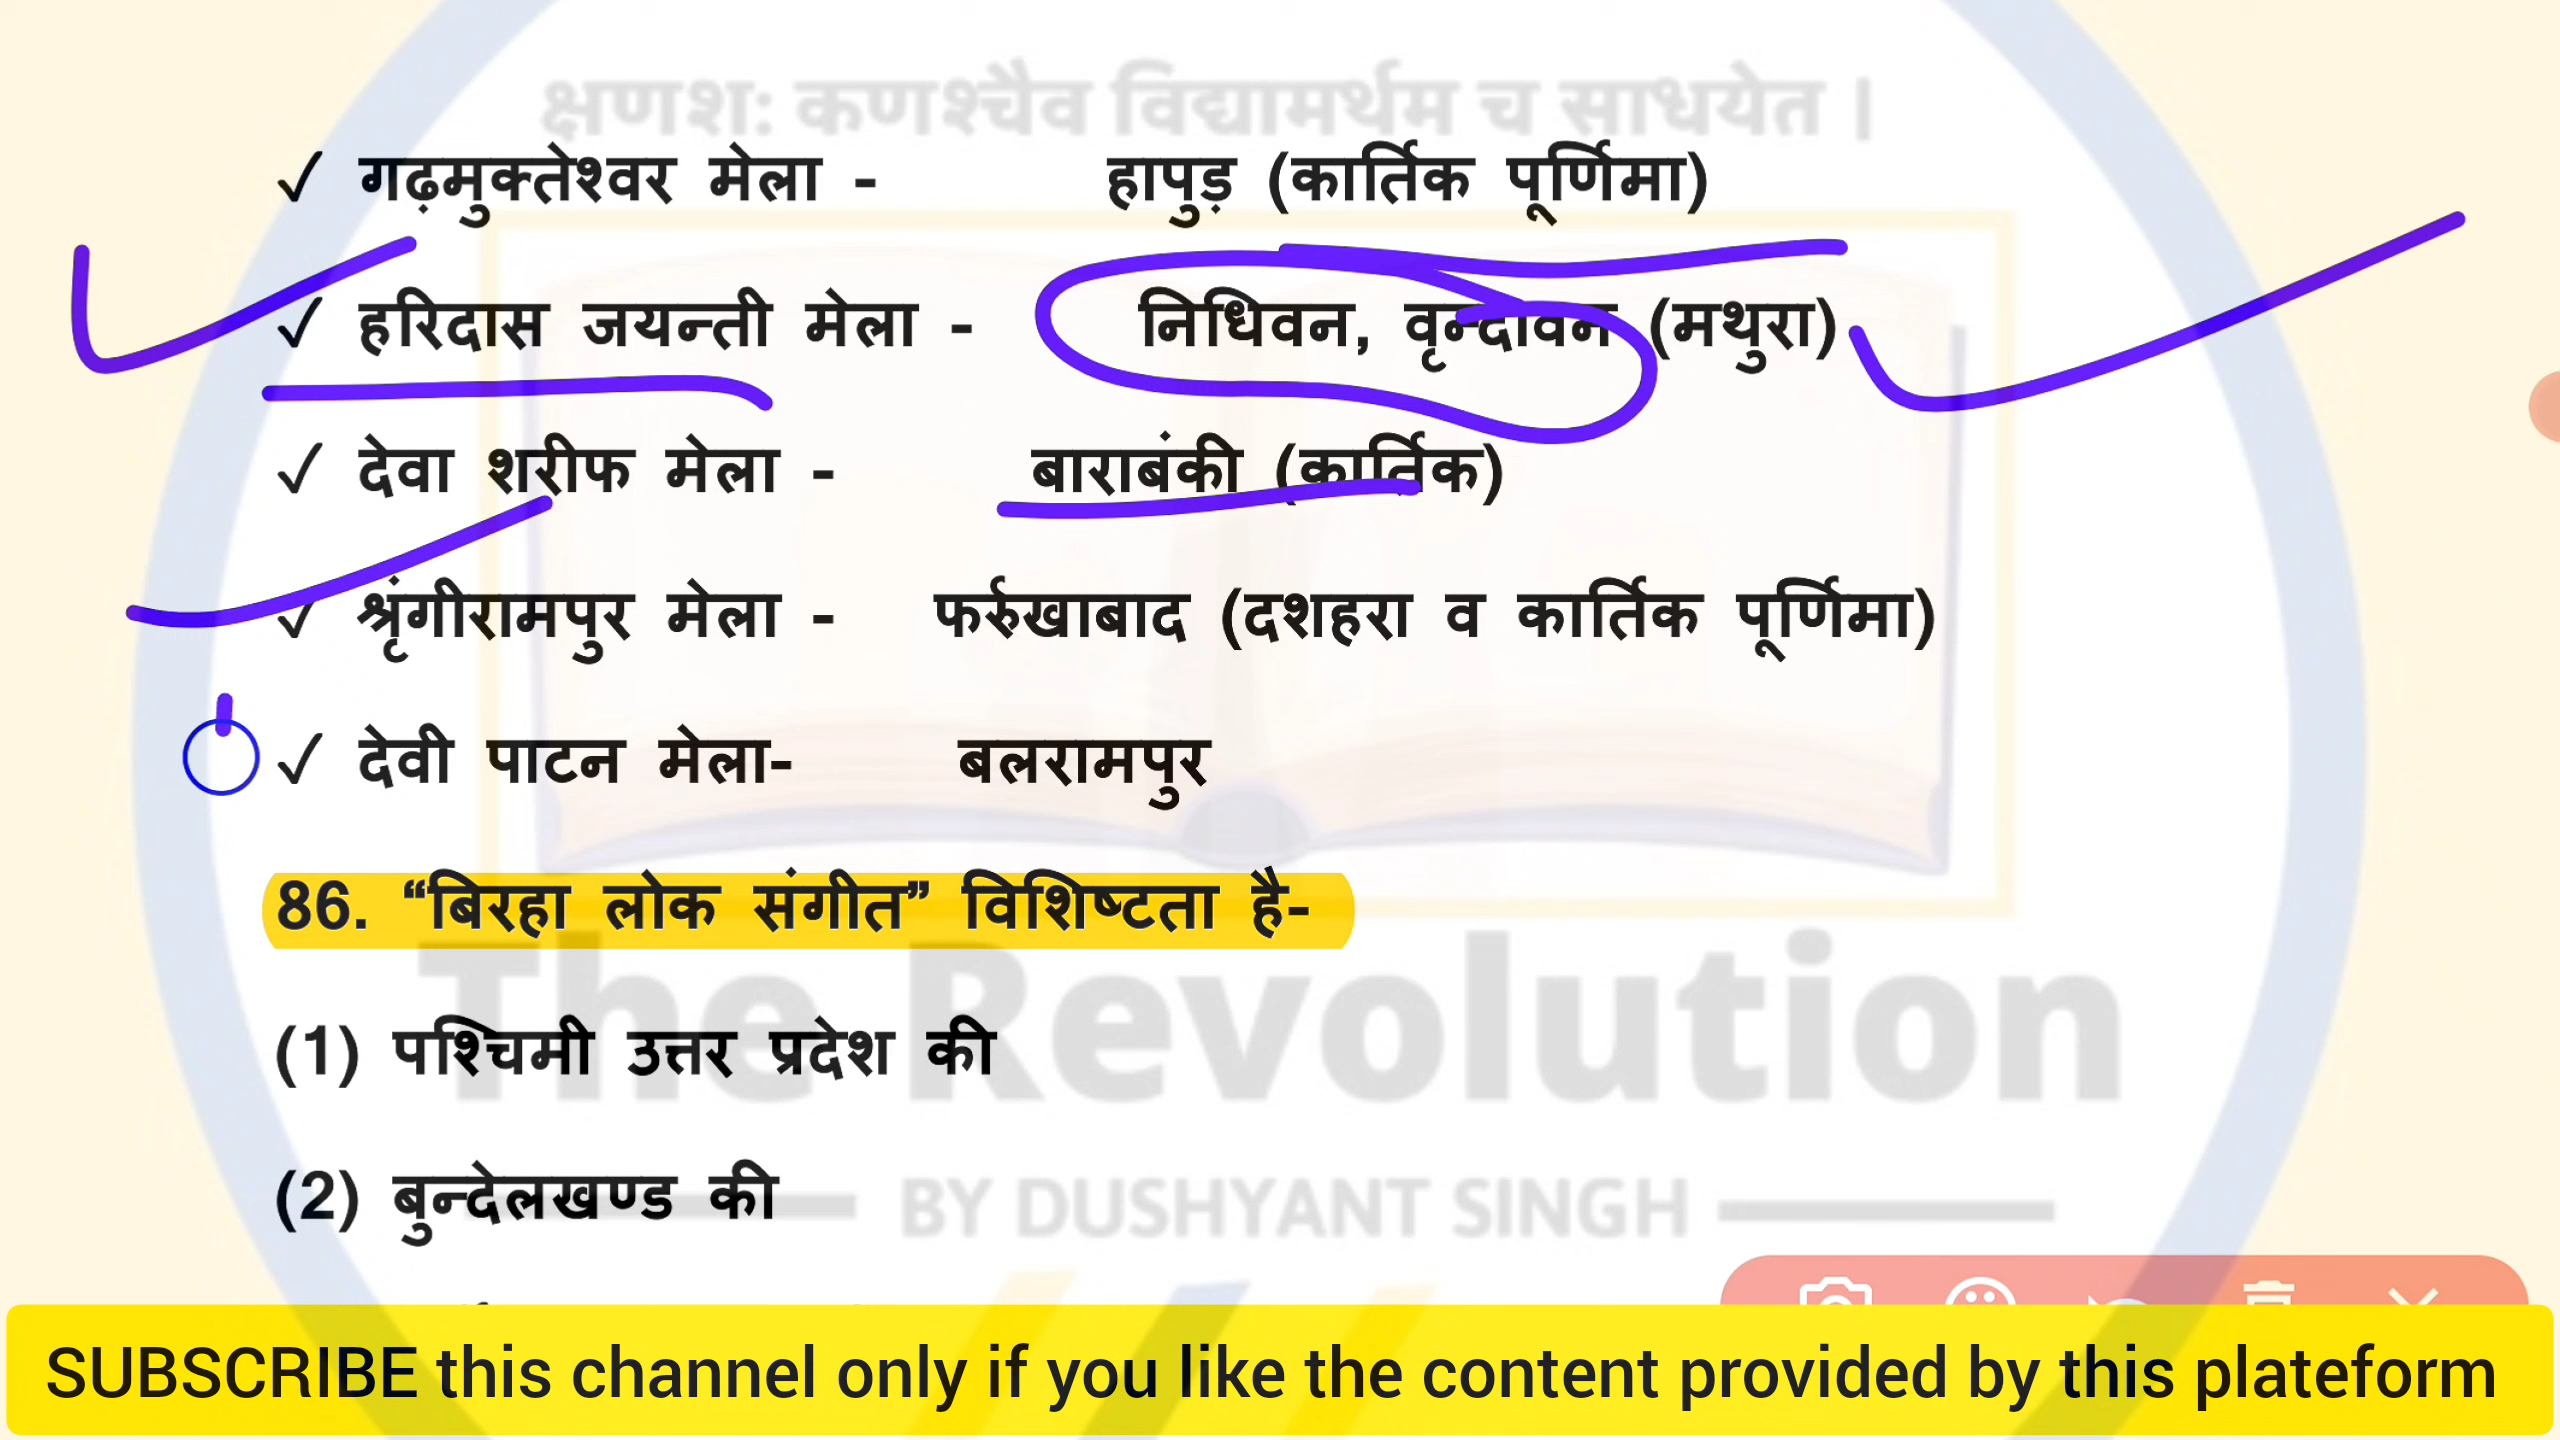 क्षणश: कणश्चैव विद्यामर्थम च साधयेत ।
✓ गढ़मुक्तेश्वर मेला - हापुड़ (कार्तिक पूर्णिमा)
✓ हरिदास जयन्ती मेला - निधिवन, वृन्दावन (मथुरा)
✓ देवा शरीफ मेला - बाराबंकी (कार्तिक)
✓ श्रृंगीरामपुर मेला - फर्रुखाबाद (दशहरा व कार्तिक पूर्णिमा)
✓ देवी पाटन मेला- बलरामपुर
86. “बिरहा लोक संगीत” विशिष्टता है-
The Revolution
(1) पश्चिमी उत्तर प्रदेश की
(2) बुन्देलखण्ड की
BY DUSHYANT SINGH
SUBSCRIBE this channel only if you like the content provided by this plateform